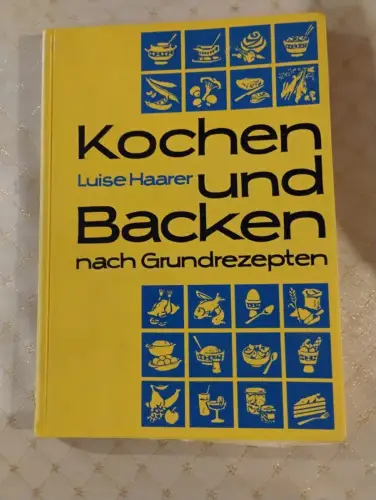 Kochen
Luise Haarer und
Backen
nach Grundrezepten